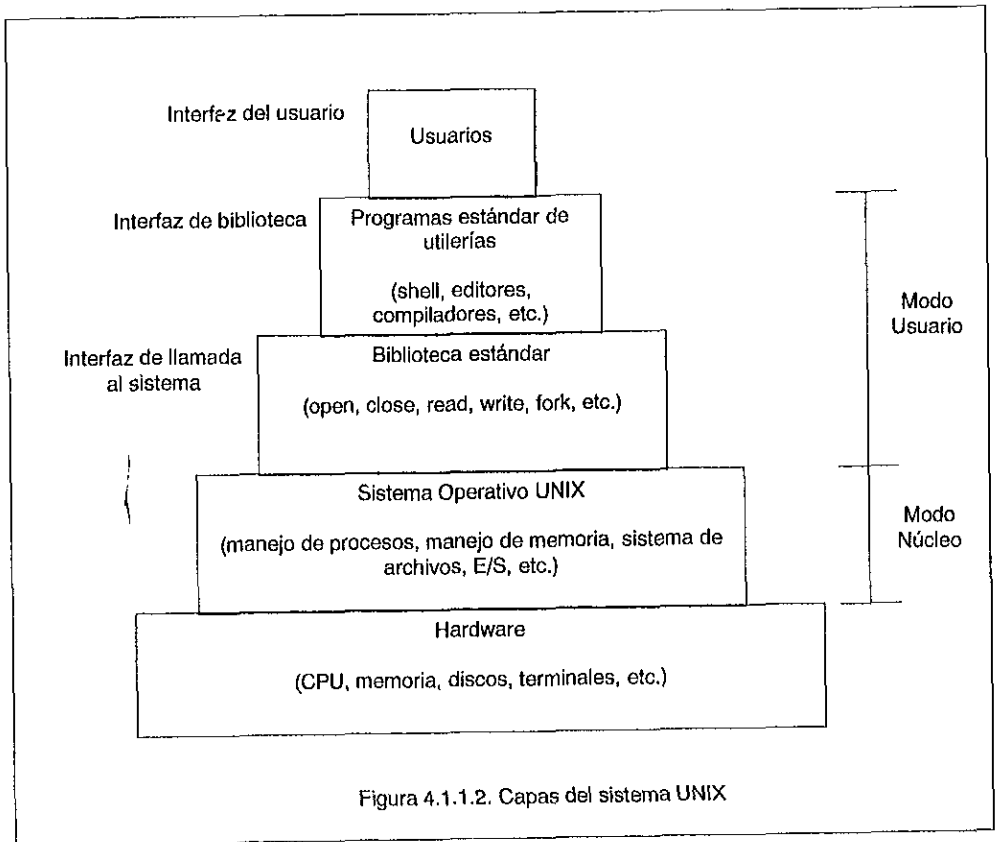 Interfaz del usuario
Usuarios
Interfaz de biblioteca
Programas estándar de
utilerías
(shell, editores,
compiladores, etc.)
Modo
Usuario
Interfaz de llamada
al sistema
Biblioteca estándar
(open, close, read, write, fork, etc.)
Sistema Operativo UNIX
(manejo de procesos, manejo de memoria, sistema de
archivos, E/S, etc.)
Modo
Núcleo
Hardware
(CPU, memoria, discos, terminales, etc.)
Figura 4.1.1.2. Capas del sistema UNIX